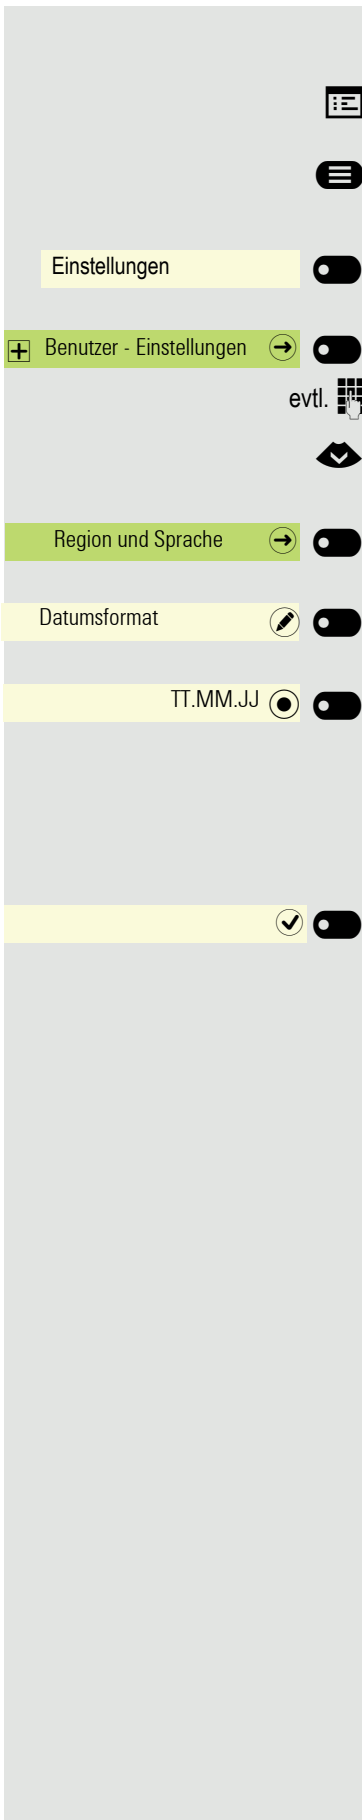 Einstellungen
Benutzer - Einstellungen
evtl.
Region und Sprache
Datumsformat
TT.MM.JJ